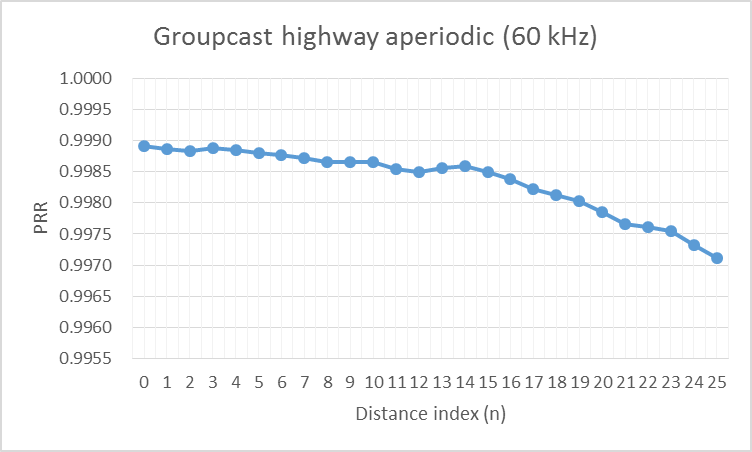 Groupcast highway aperiodic (60 kHz)
1.0000
0.9995
0.9990
0.9985
0.9980
0.9975
0.9970
0.9965
0.9960
0.9955
PRR
0 1 2 3 4 5 6 7 8 9 10 11 12 13 14 15 16 17 18 19 20 21 22 23 24 25
Distance index (n)